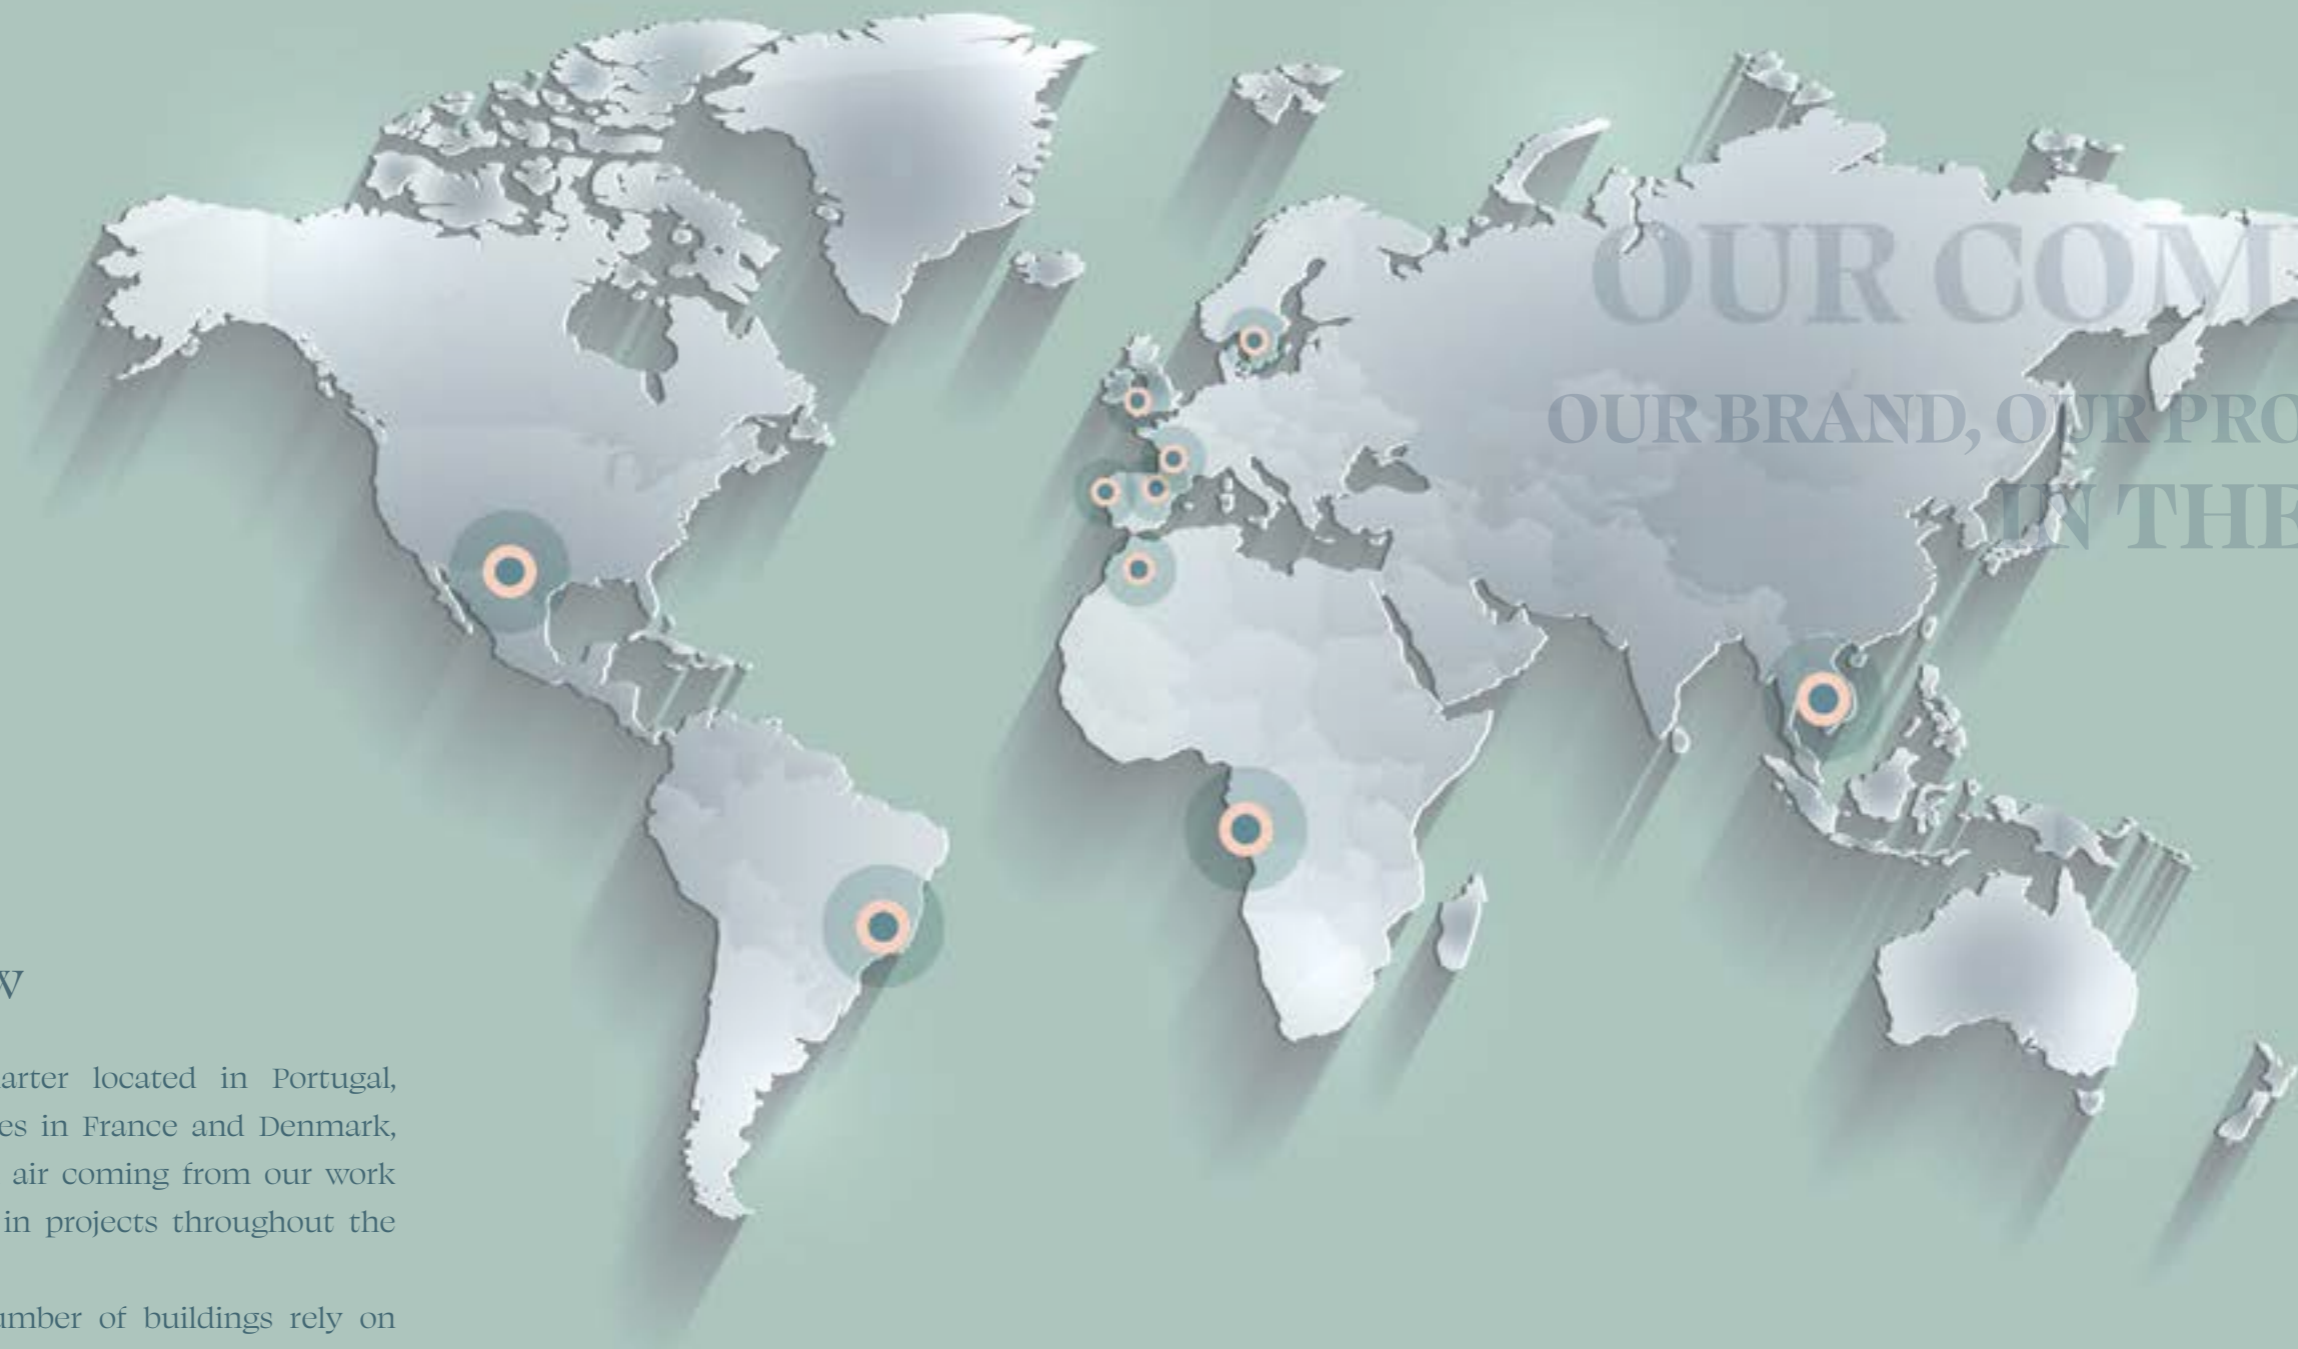 OUR COM
OUR BRAND, OUR PRO
IN THE
w
arter located in Portugal,
es in France and Denmark,
air coming from our work
in projects throughout the
umber of buildings rely on